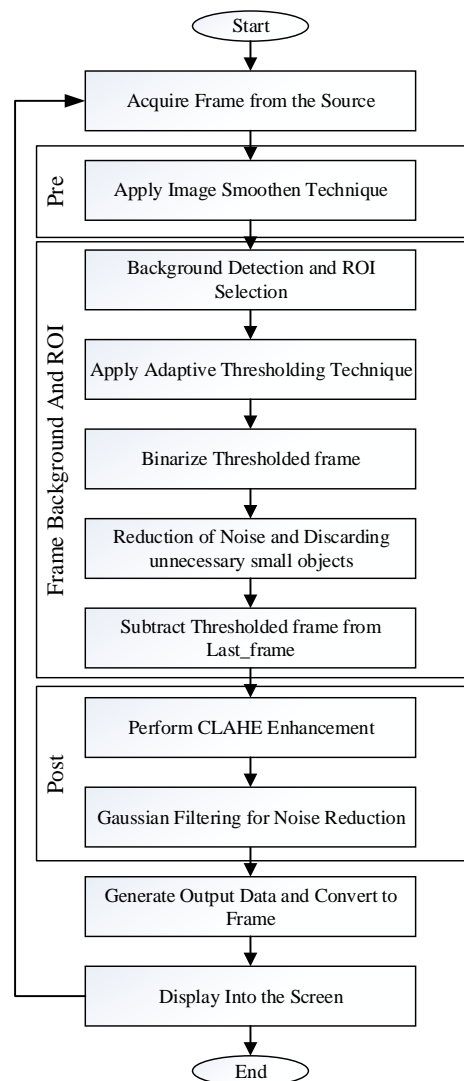 Start
Acquire Frame from the Source
Pre
Apply Image Smoothen Technique
Frame Background And ROI
Background Detection and ROI
Selection
Apply Adaptive Thresholding Technique
Binarize Thresholded frame
Reduction of Noise and Discarding
unnecessary small objects
Subtract Thresholded frame from
Last_frame
Post
Perform CLAHE Enhancement
Gaussian Filtering for Noise Reduction
Generate Output Data and Convert to
Frame
Display Into the Screen
End